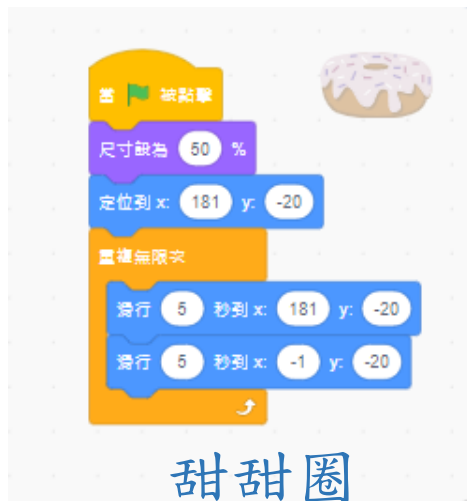 當 被點擊
尺寸設為 50 %
定位到 x: 181 y: -20
重複無限次
滑行 5 秒到 x: 181 y: -20
滑行 5 秒到 x: -1 y: -20
甜甜圈